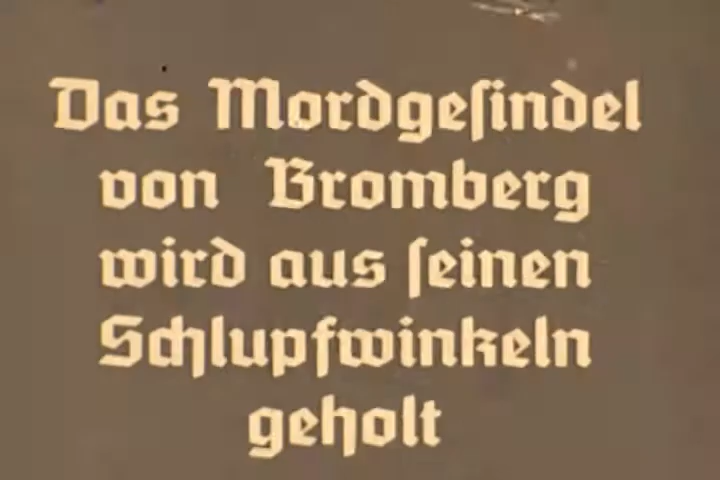 Das Mordgesindel
von Bromberg
wird aus seinen
Schlupfwinkeln
geholt